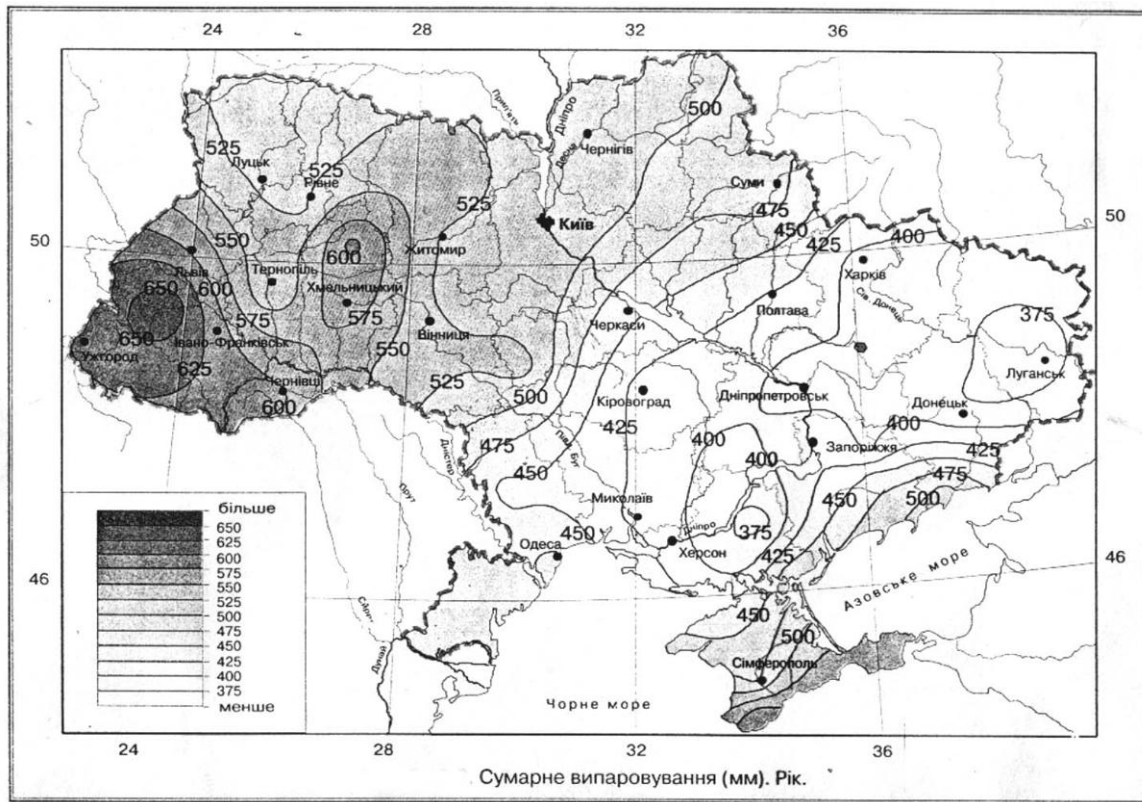 24 28 32 36
500
Прип'ять
Дніпро
Десна
Чернігів
525
Луцьк
525
Рівне
Суми
525
475
Київ
50 50
550
Житомир
450
425
400
Львів
600
Харків
Тернопіль
600
650
Хмельницький
Сів. Донець
Полтава
575
575
Черкаси
375
650
Івано-Франківськ
Вінниця
Ужгород
550
625
Луганськ
Чернівці
525
600
500
Кіровоград
Дніпропетровськ
Донецьк
400
425
475
Півд. Буг
400
Запоріжжя
425
Дністер
450
400
475
Миколаїв
450
500
Прут
Дніпро
більше
650
625
600
575
550
525
500
475
450
425
400
375
менше
450
375
Одеса
Херсон
425
46 46
Азовське море
450
500
Дунай
Сімферополь
Чорне море
24 28 32 36
Сумарне випаровування (мм). Рік.